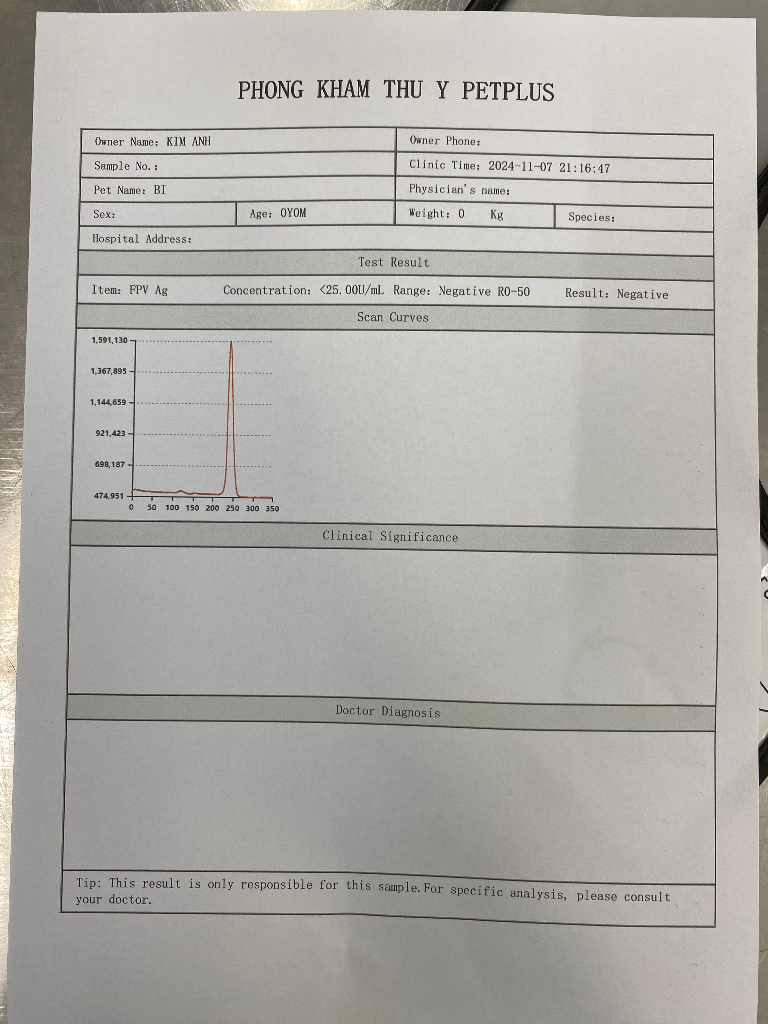 PHONG KHAM THU Y PETPLUS
Owner Name: KIM ANH Owner Phone:
Sample No.: Clinic Time: 2024-11-07 21:16:47
Pet Name: BI Physician's name:
Sex: Age: 0Y0M Weight: 0 Kg Species:
Hospital Address:
Test Result
Item: FPV Ag Concentration: <25.00U/mL Range: Negative R0-50 Result: Negative
Scan Curves
1,591,130
1,367,895
1,144,659
921,423
698,187
474,951
0 50 100 150 200 250 300 350
Clinical Significance
Doctor Diagnosis
Tip: This result is only responsible for this sample.For specific analysis, please consult
your doctor.